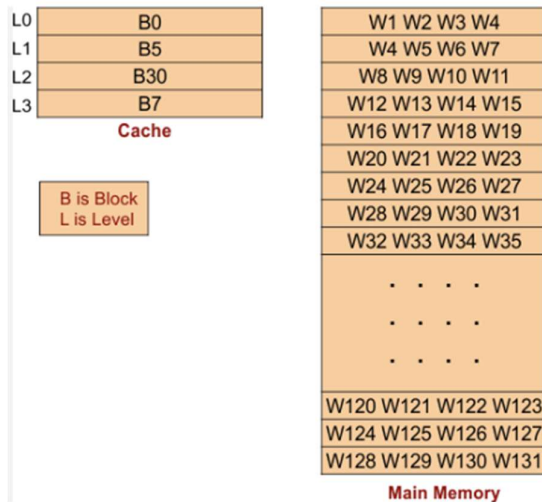 L0 B0
L1 B5
L2 B30
L3 B7
Cache
B is Block
L is Level
W1 W2 W3 W4
W4 W5 W6 W7
W8 W9 W10 W11
W12 W13 W14 W15
W16 W17 W18 W19
W20 W21 W22 W23
W24 W25 W26 W27
W28 W29 W30 W31
W32 W33 W34 W35
. . . .
. . . .
. . . .
W120 W121 W122 W123
W124 W125 W126 W127
W128 W129 W130 W131
Main Memory